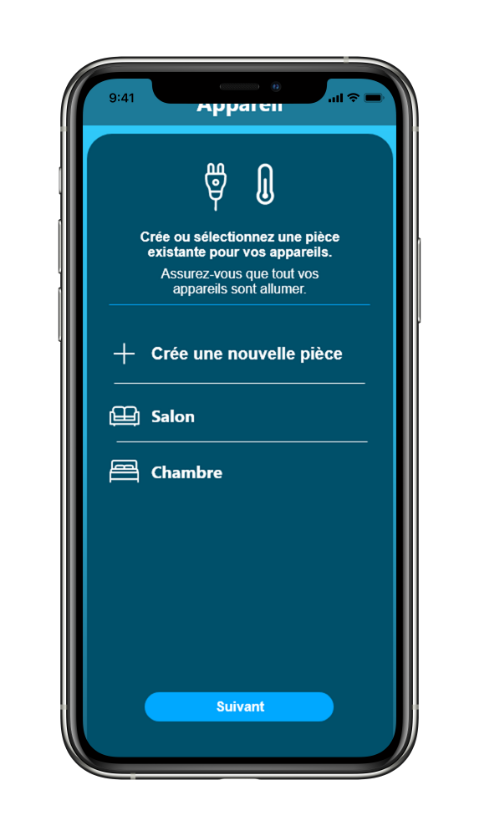 9:41
Appareil
Crée ou sélectionnez une pièce
existante pour vos appareils.
Assurez-vous que tout vos
appareils sont allumer.
Crée une nouvelle pièce
Salon
Chambre
Suivant